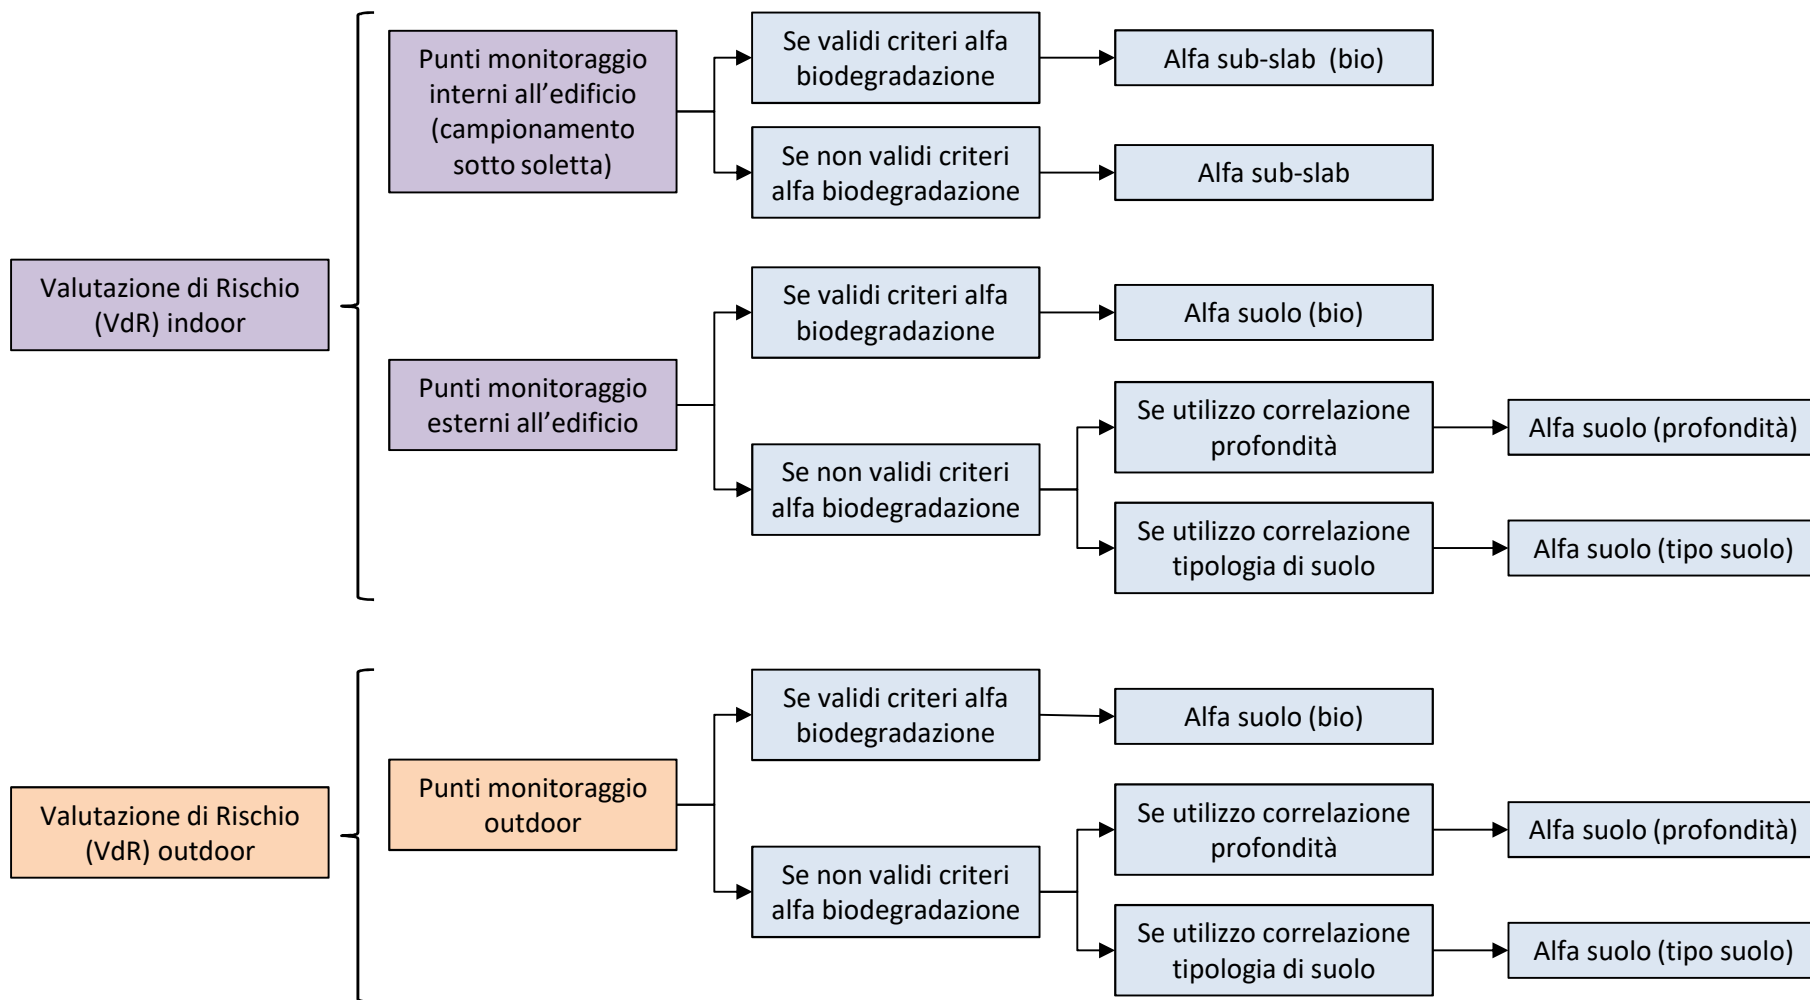 Valutazione di Rischio
(VdR) indoor
Punti monitoraggio
interni all’edificio
(campionamento
sotto soletta)
Se validi criteri alfa
biodegradazione
Alfa sub-slab  (bio)
Se non validi criteri
alfa biodegradazione
Alfa sub-slab
Punti monitoraggio
esterni all’edificio
Se validi criteri alfa
biodegradazione
Alfa suolo (bio)
Se non validi criteri
alfa biodegradazione
Se utilizzo correlazione
profondità
Alfa suolo (profondità)
Se utilizzo correlazione
tipologia di suolo
Alfa suolo (tipo suolo)
Valutazione di Rischio
(VdR) outdoor
Punti monitoraggio
outdoor
Se validi criteri alfa
biodegradazione
Alfa suolo (bio)
Se non validi criteri
alfa biodegradazione
Se utilizzo correlazione
profondità
Alfa suolo (profondità)
Se utilizzo correlazione
tipologia di suolo
Alfa suolo (tipo suolo)